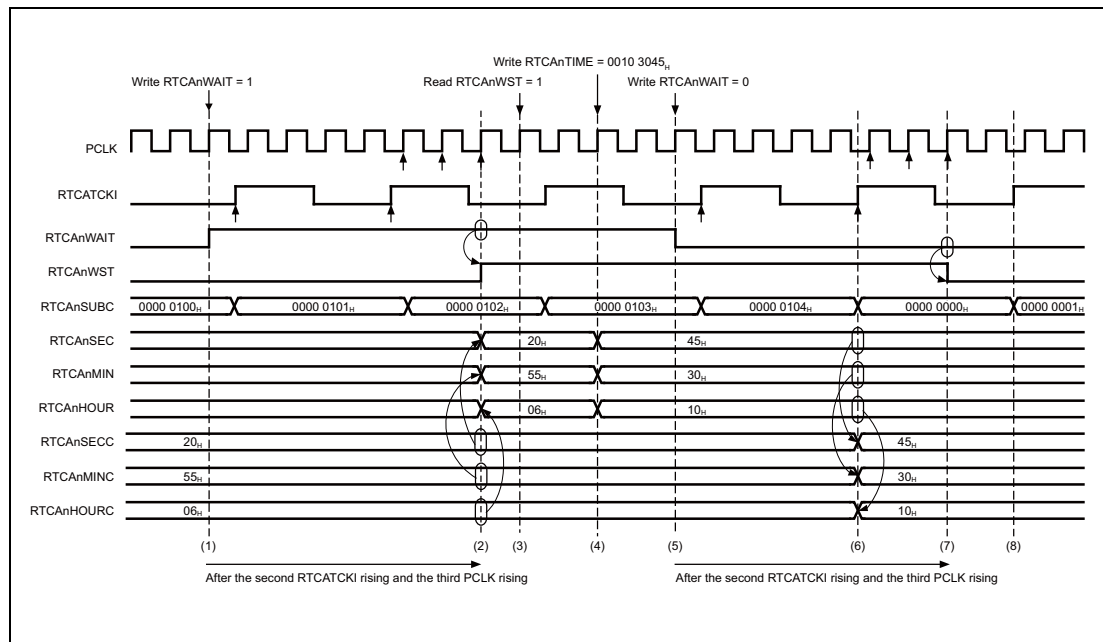 Write RTCAnTIME = 0010 3045H
Write RTCAnWAIT = 1 Read RTCAnWST = 1 Write RTCAnWAIT = 0
PCLK
RTCATCKI
RTCAnWAIT
RTCAnWST
RTCAnSUBC 0000 0100H 0000 0101H 0000 0102H 0000 0103H 0000 0104H 0000 0000H 0000 0001H
RTCAnSEC 20H 45H
RTCAnMIN 55H 30H
RTCAnHOUR 06H 10H
RTCAnSECC 20H 45H
RTCAnMINC 55H 30H
RTCAnHOURC 06H 10H
(1) (2) (3) (4) (5) (6) (7) (8)
After the second RTCATCKI rising and the third PCLK rising After the second RTCATCKI rising and the third PCLK rising